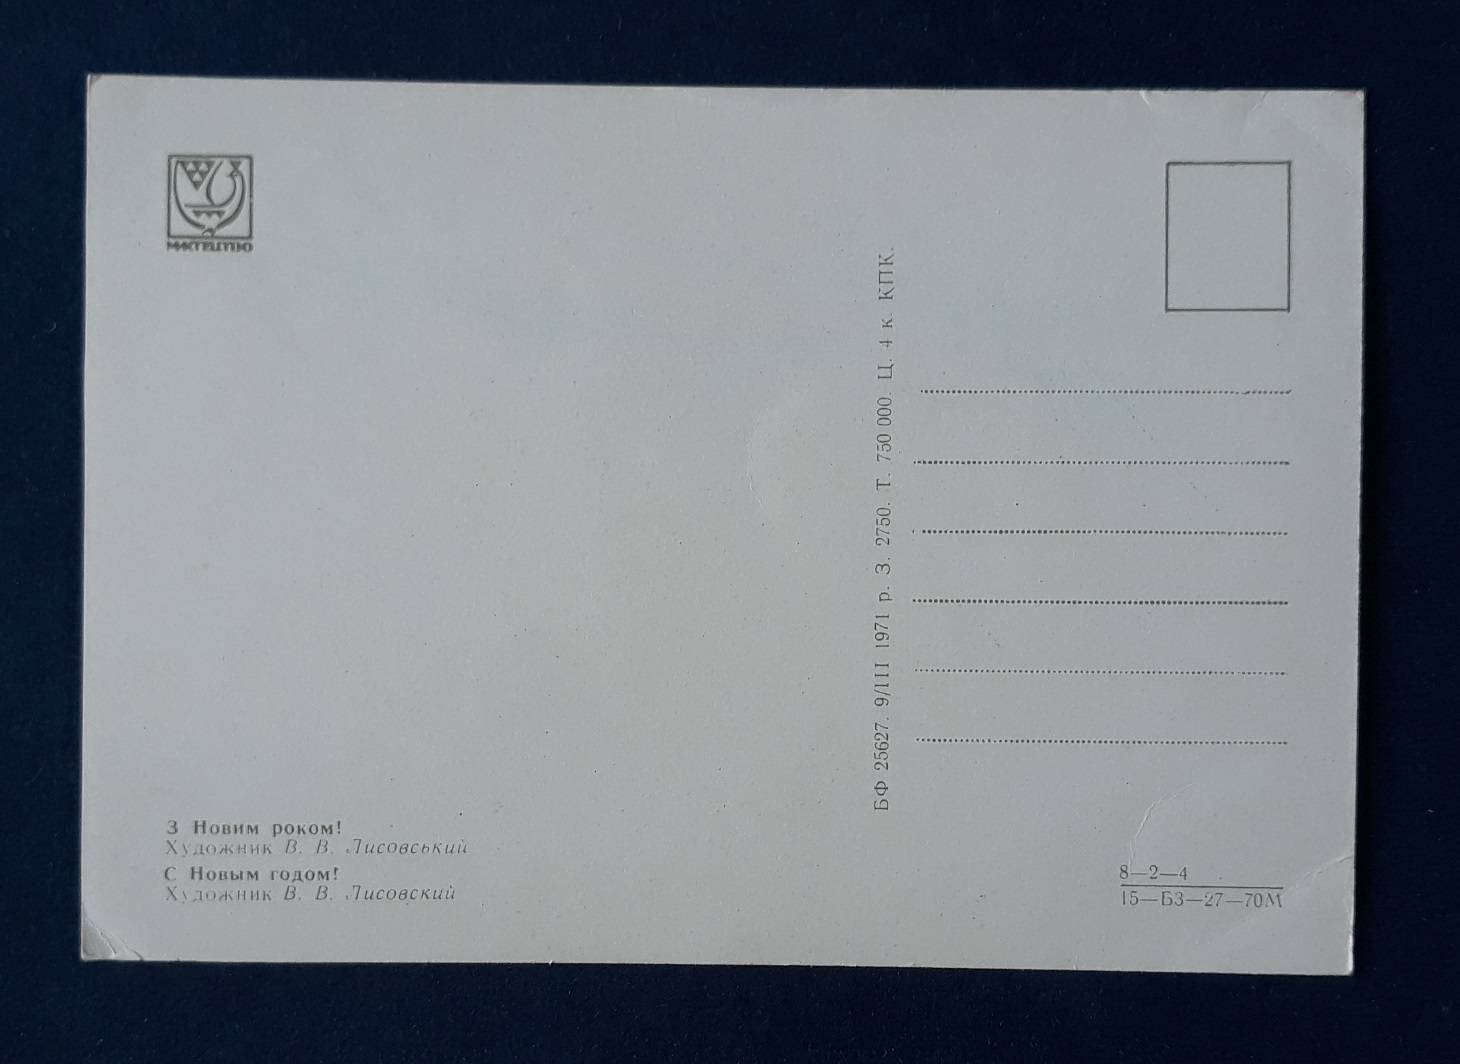 МИСТЕЦТВО
З Новим роком!
Художник В. В. Лисовський
С Новым годом!
Художник В. В. Лисовский
БФ 25627. 9/III 1971 р. З. 2750. Т. 750 000. Ц. 4 к. КПК.
8—2—4
15—БЗ—27—70М